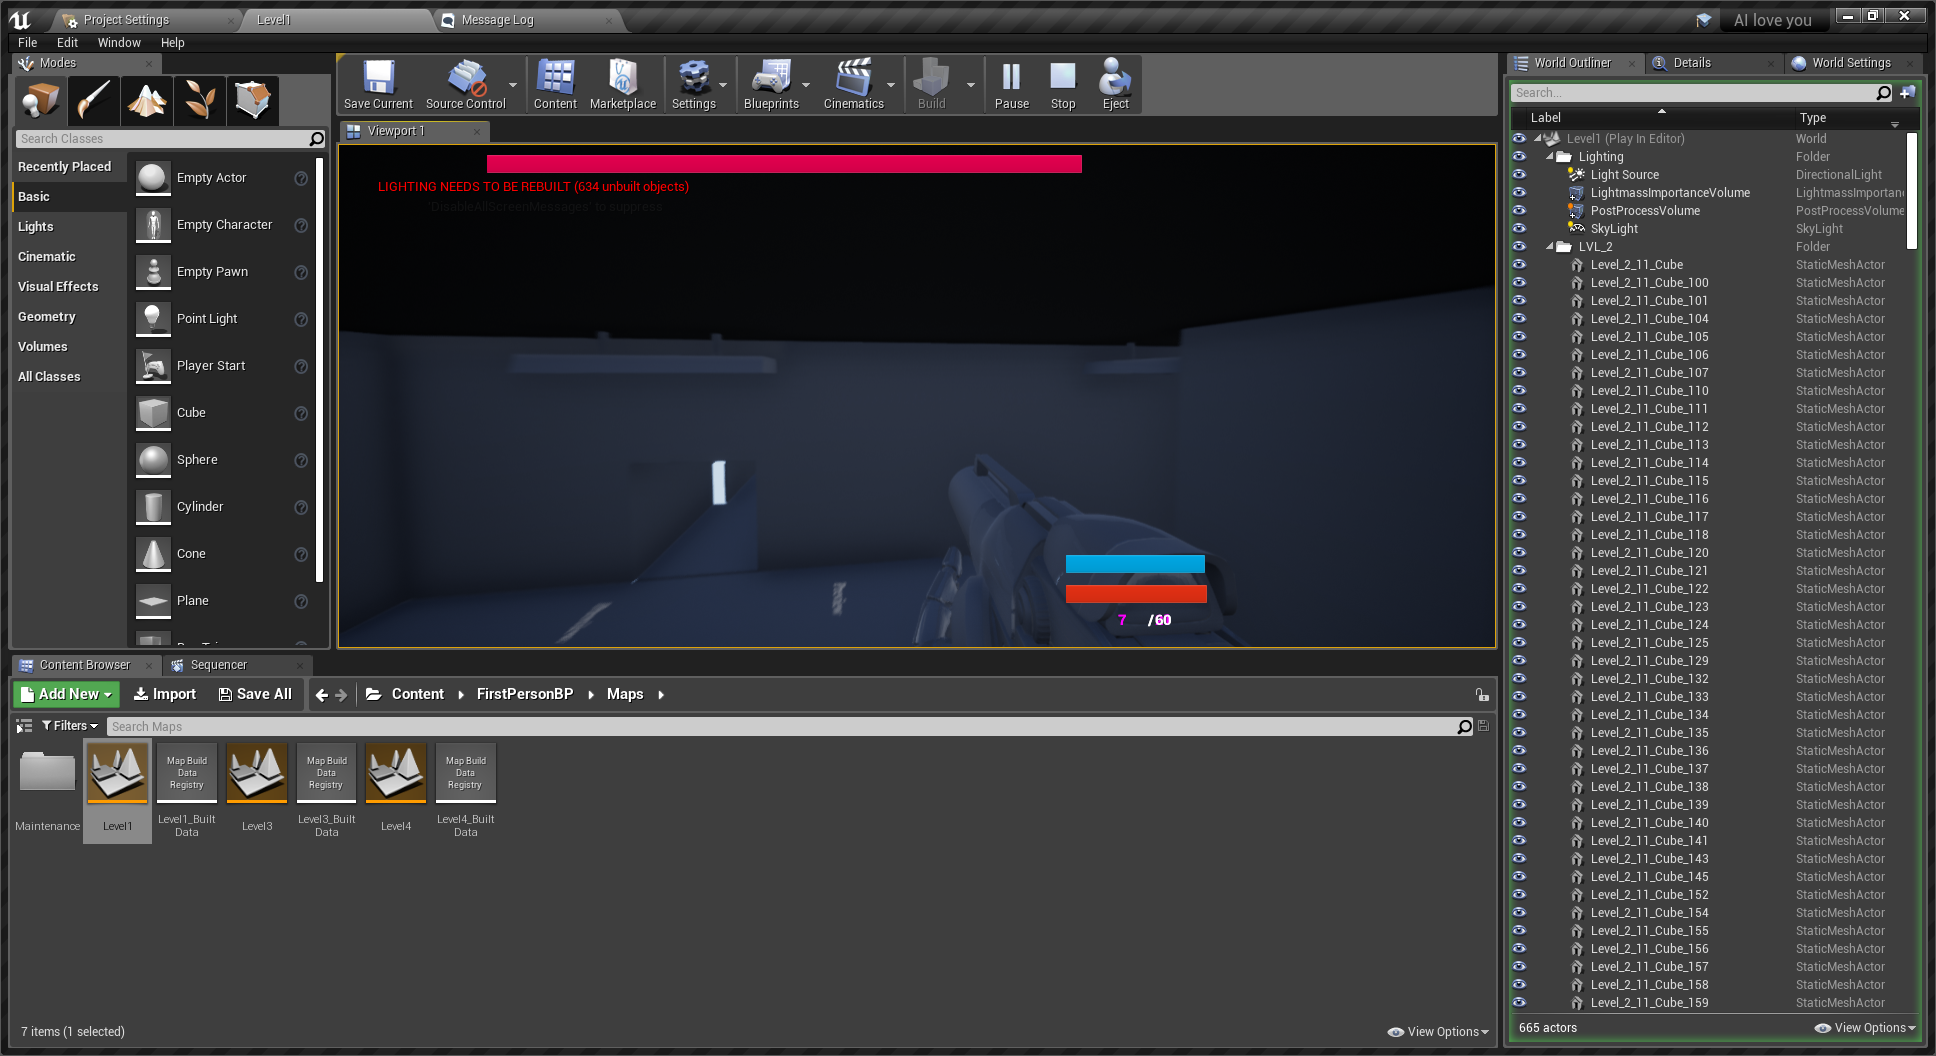 Project Settings
Level1
Message Log
AI love you
File Edit Window Help
Modes
Search Classes
Recently Placed
Basic
Lights
Cinematic
Visual Effects
Geometry
Volumes
All Classes
Empty Actor
Empty Character
Empty Pawn
Point Light
Player Start
Cube
Sphere
Cylinder
Cone
Plane
Save Current
Source Control
Content
Marketplace
Settings
Blueprints
Cinematics
Build
Pause
Stop
Eject
Viewport 1
LIGHTING NEEDS TO BE REBUILT (634 unbuilt objects)
'DisableAllScreenMessages' to suppress
7 /60
World Outliner
Details
World Settings
Search...
Label Type
Level1 (Play In Editor) World
Lighting Folder
Light Source DirectionalLight
LightmassImportanceVolume LightmassImportan
PostProcessVolume PostProcessVolume
SkyLight SkyLight
LVL_2 Folder
Level_2_11_Cube StaticMeshActor
Level_2_11_Cube_100 StaticMeshActor
Level_2_11_Cube_101 StaticMeshActor
Level_2_11_Cube_104 StaticMeshActor
Level_2_11_Cube_105 StaticMeshActor
Level_2_11_Cube_106 StaticMeshActor
Level_2_11_Cube_107 StaticMeshActor
Level_2_11_Cube_110 StaticMeshActor
Level_2_11_Cube_111 StaticMeshActor
Level_2_11_Cube_112 StaticMeshActor
Level_2_11_Cube_113 StaticMeshActor
Level_2_11_Cube_114 StaticMeshActor
Level_2_11_Cube_115 StaticMeshActor
Level_2_11_Cube_116 StaticMeshActor
Level_2_11_Cube_117 StaticMeshActor
Level_2_11_Cube_118 StaticMeshActor
Level_2_11_Cube_120 StaticMeshActor
Level_2_11_Cube_121 StaticMeshActor
Level_2_11_Cube_122 StaticMeshActor
Level_2_11_Cube_123 StaticMeshActor
Level_2_11_Cube_124 StaticMeshActor
Level_2_11_Cube_125 StaticMeshActor
Level_2_11_Cube_129 StaticMeshActor
Level_2_11_Cube_132 StaticMeshActor
Level_2_11_Cube_133 StaticMeshActor
Level_2_11_Cube_134 StaticMeshActor
Level_2_11_Cube_135 StaticMeshActor
Level_2_11_Cube_136 StaticMeshActor
Level_2_11_Cube_137 StaticMeshActor
Level_2_11_Cube_138 StaticMeshActor
Level_2_11_Cube_139 StaticMeshActor
Level_2_11_Cube_140 StaticMeshActor
Level_2_11_Cube_141 StaticMeshActor
Level_2_11_Cube_143 StaticMeshActor
Level_2_11_Cube_145 StaticMeshActor
Level_2_11_Cube_152 StaticMeshActor
Level_2_11_Cube_154 StaticMeshActor
Level_2_11_Cube_155 StaticMeshActor
Level_2_11_Cube_156 StaticMeshActor
Level_2_11_Cube_157 StaticMeshActor
Level_2_11_Cube_158 StaticMeshActor
Level_2_11_Cube_159 StaticMeshActor
665 actors
View Options
Content Browser
Sequencer
Add New
Import
Save All
Content
FirstPersonBP
Maps
Filters
Search Maps
Maintenance
Level1
Map Build
Data
Registry
Level1_Built
Data
Level3
Map Build
Data
Registry
Level3_Built
Data
Level4
Map Build
Data
Registry
Level4_Built
Data
7 items (1 selected)
View Options